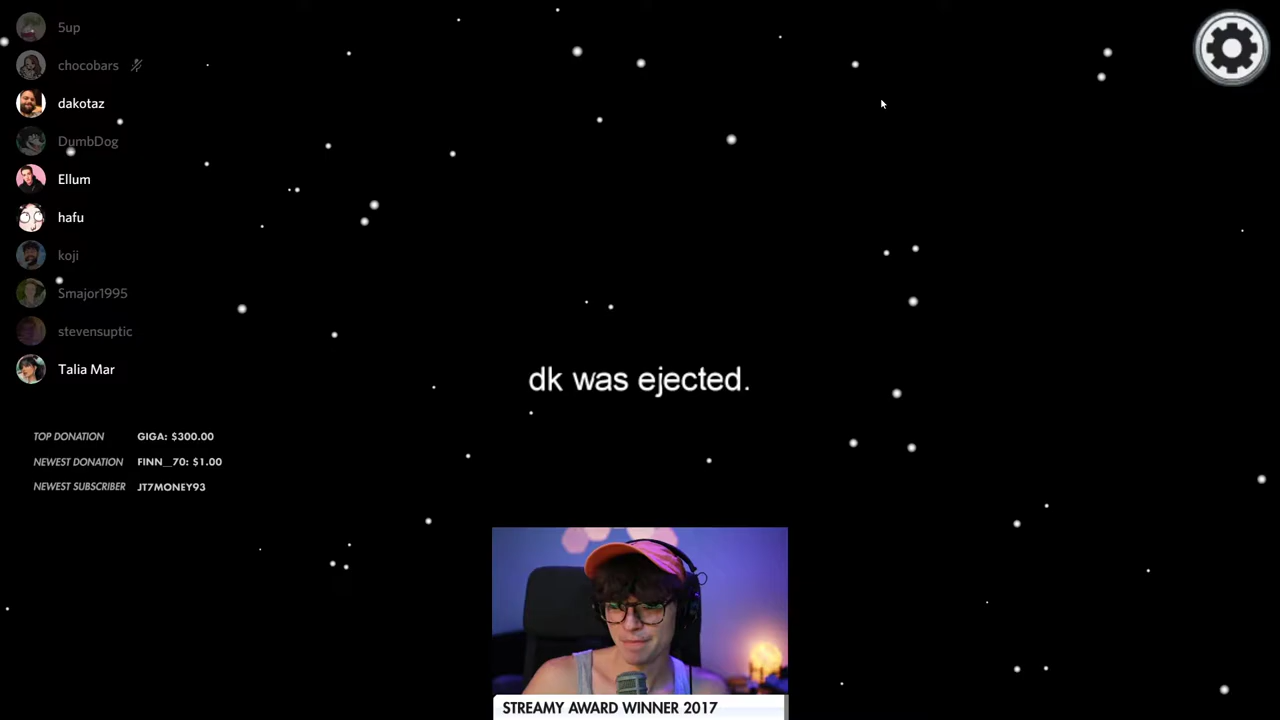 5up
chocobars
dakotaz
DumbDog
Ellum
hafu
koji
Smajor1995
stevensuptic
Talia Mar
TOP DONATION GIGA: $300.00
NEWEST DONATION FINN__70: $1.00
NEWEST SUBSCRIBER JT7MONEY93
dk was ejected.
STREAMY AWARD WINNER 2017